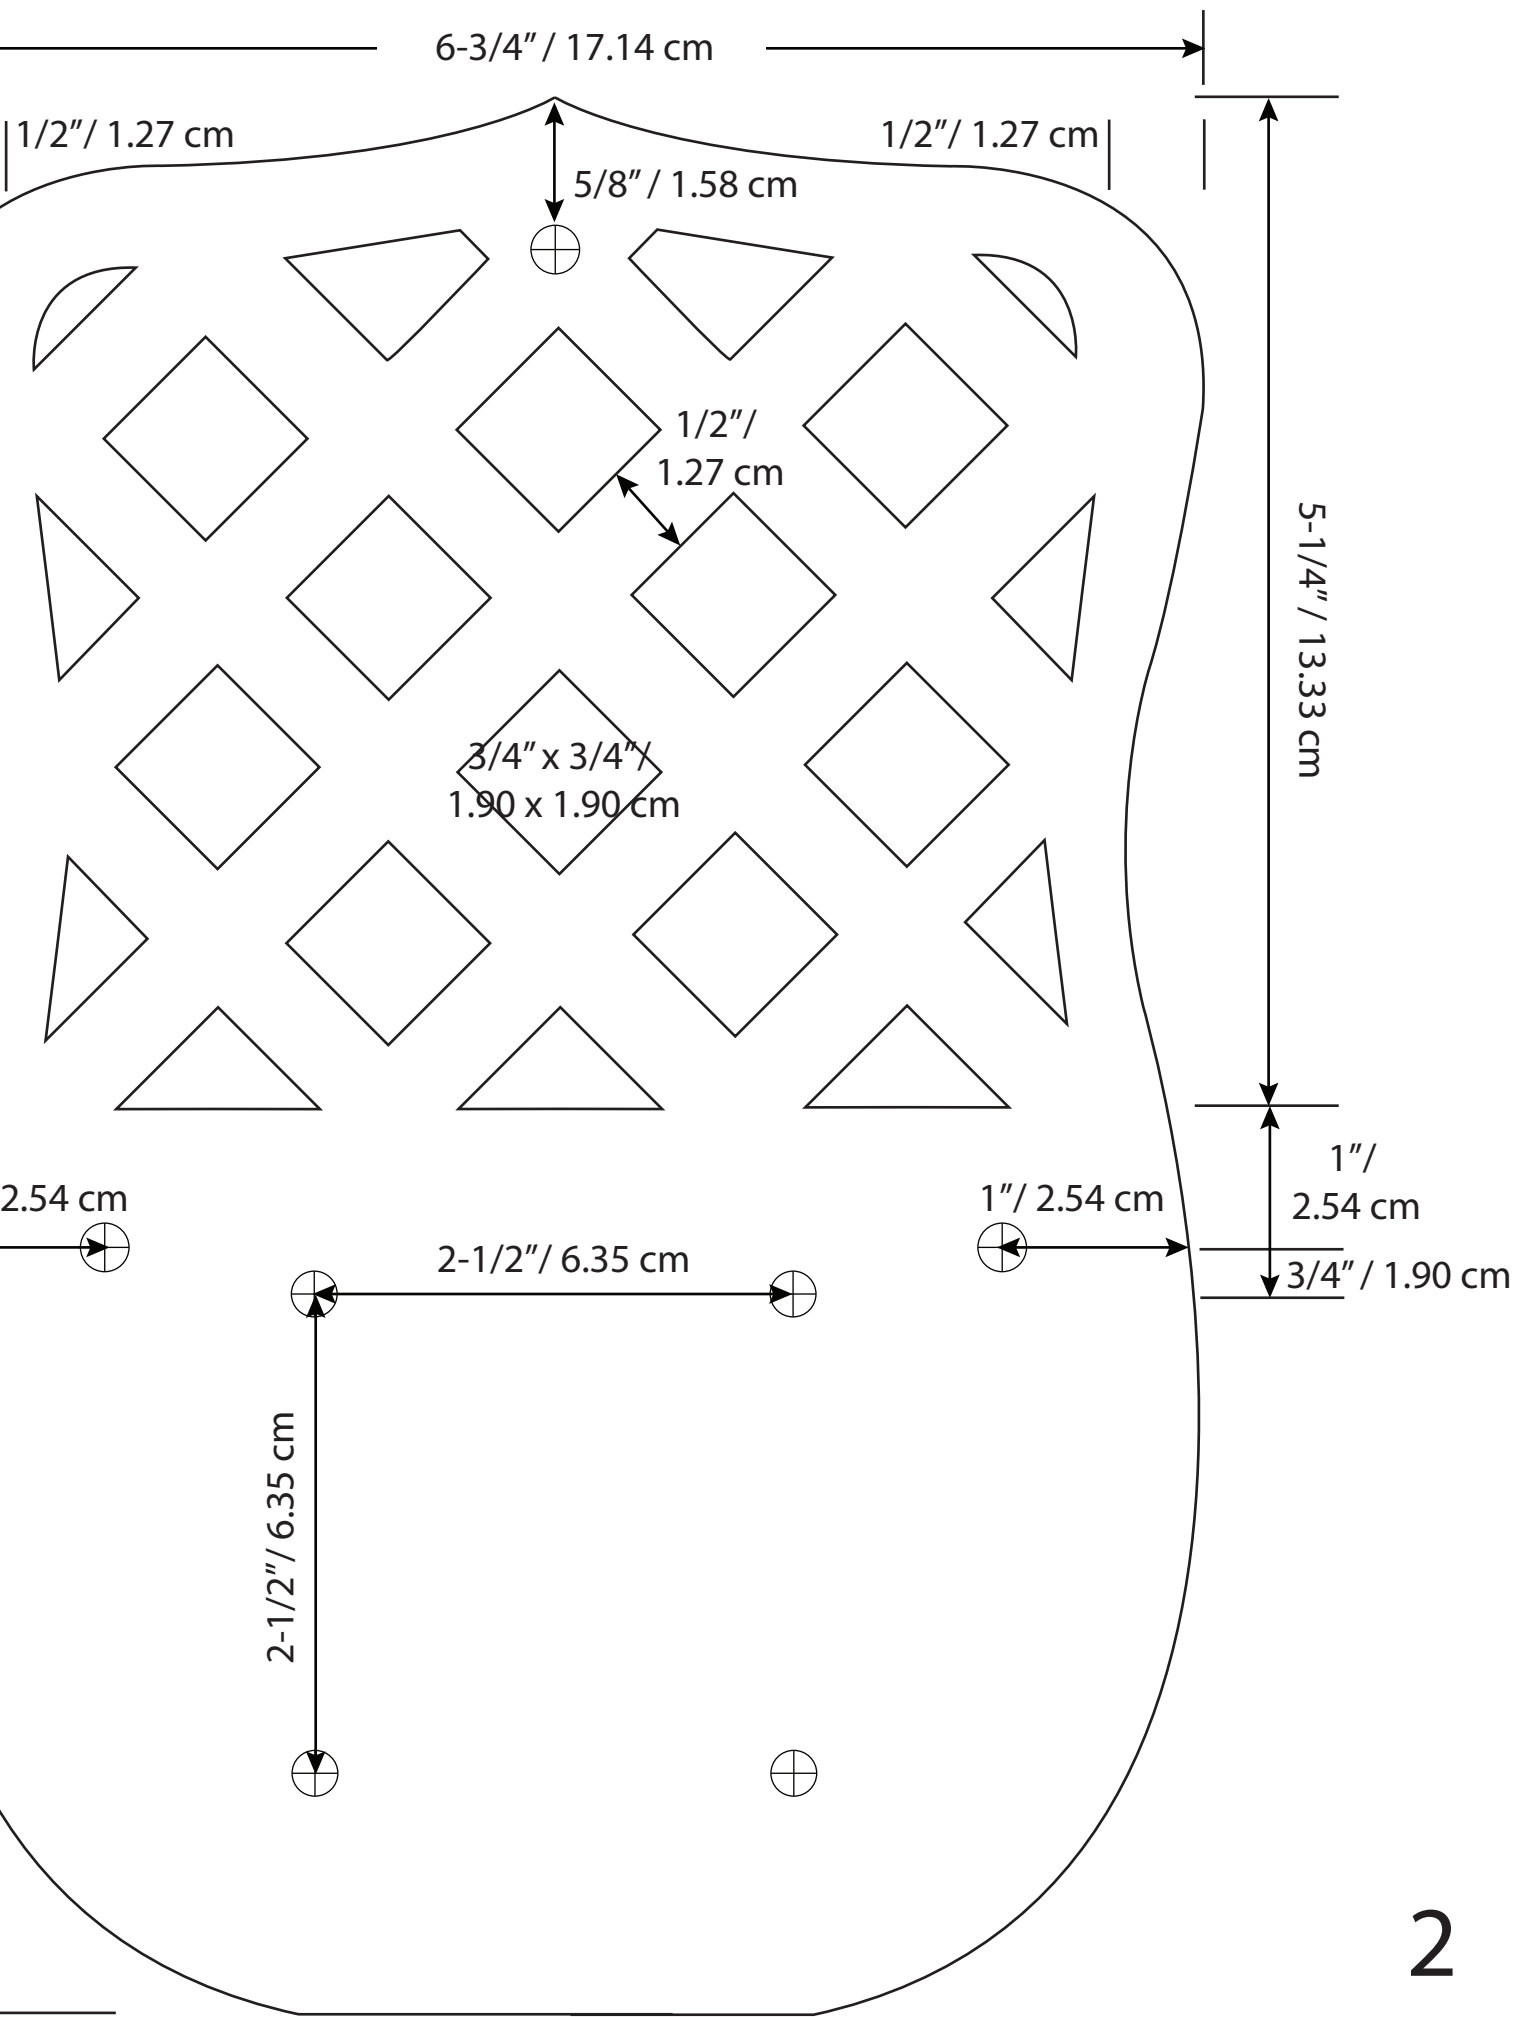 6-3/4” / 17.14 cm
1/2”/ 1.27 cm
1/2”/ 1.27 cm
5/8” / 1.58 cm
1/2”/
1.27 cm
5-1/4” / 13.33 cm
3/4” x 3/4”/
1.90 x 1.90 cm
1”/
2.54 cm
2.54 cm
1”/ 2.54 cm
2-1/2”/ 6.35 cm
3/4” / 1.90 cm
2-1/2”/ 6.35 cm
2